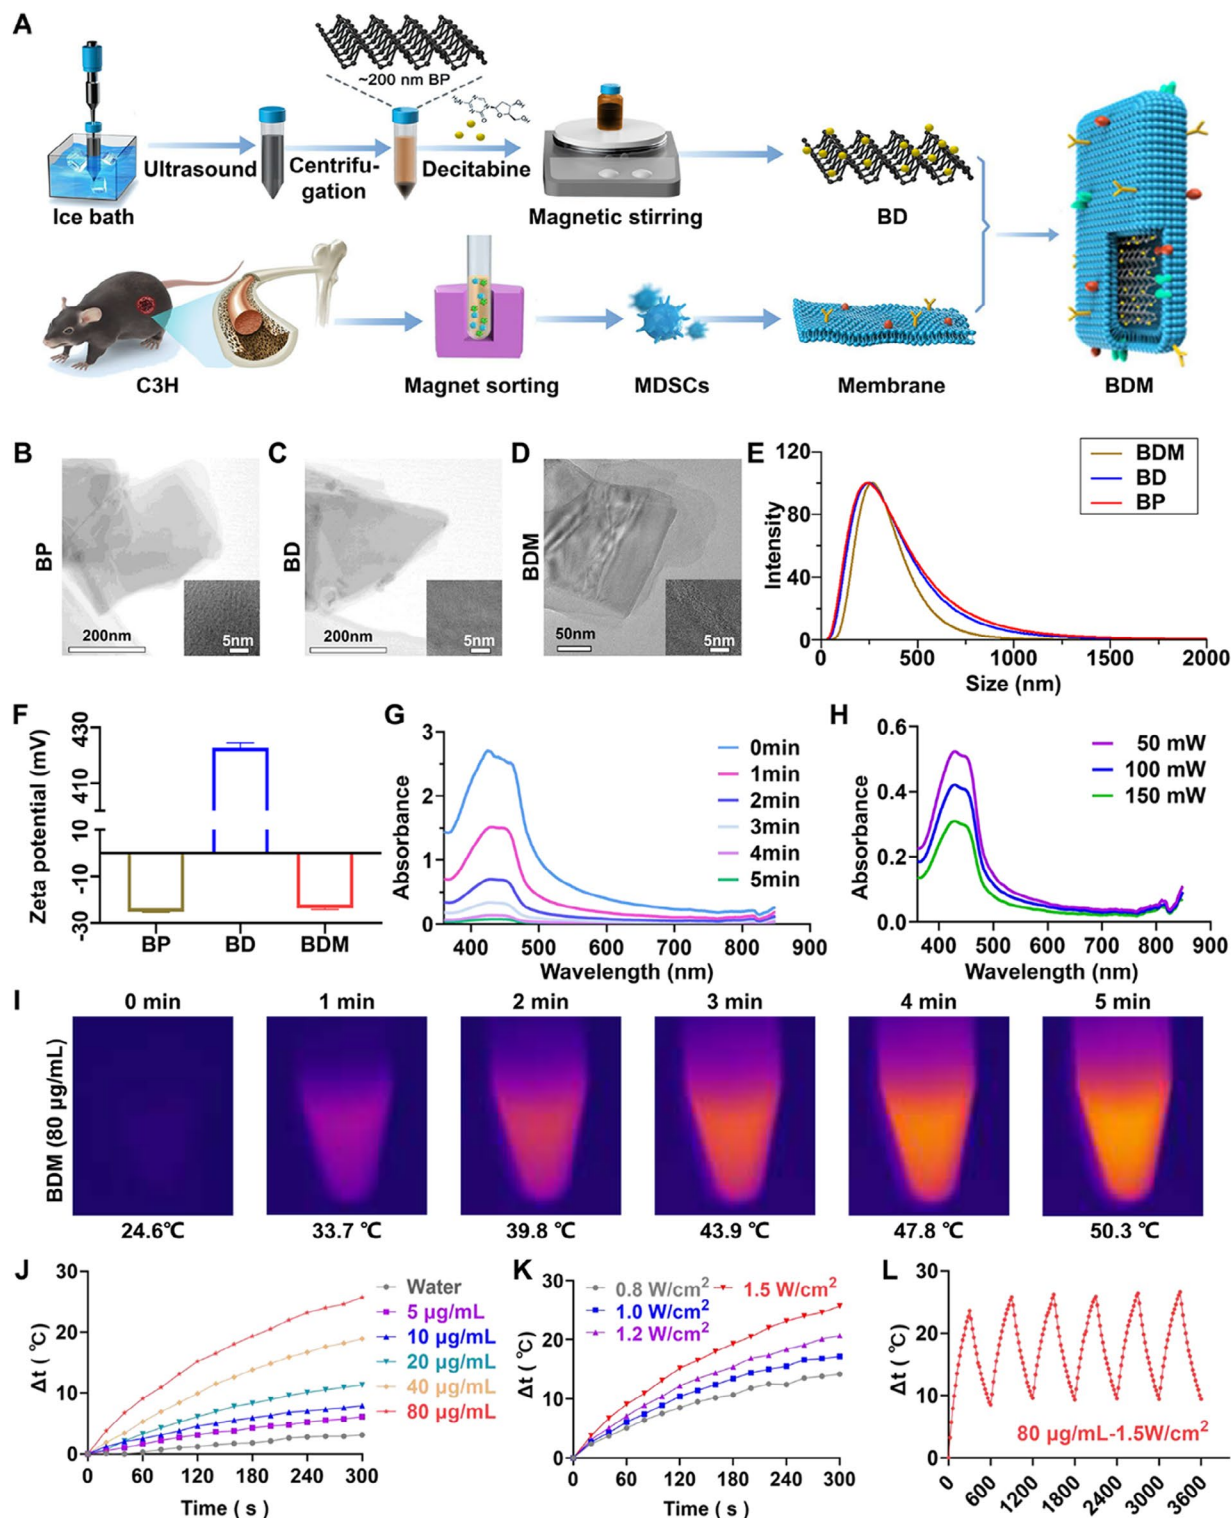 A
~200 nm BP
H₂N
N
N
O
N
O
OH
OH
Ultrasound
Centrifu-
gation
Decitabine
Ice bath
Magnetic stirring
BD
C3H
Magnet sorting
MDSCs
Membrane
BDM
B
BP
200nm
5nm
C
BD
200nm
5nm
D
BDM
50nm
5nm
E
Intensity
120
80
40
0
0 500 1000 1500 2000
Size (nm)
BDM
BD
BP
F
Zeta potential (mV)
430
410
10
-10
-30
BP BD BDM
G
Absorbance
3
2
1
0
400 500 600 700 800 900
Wavelength (nm)
0min
1min
2min
3min
4min
5min
H
Absorbance
0.6
0.4
0.2
0.0
400 500 600 700 800 900
Wavelength (nm)
50 mW
100 mW
150 mW
I
BDM (80 µg/mL)
0 min 1 min 2 min 3 min 4 min 5 min
24.6℃ 33.7 ℃ 39.8 ℃ 43.9 ℃ 47.8 ℃ 50.3 ℃
J
Δt ( ℃)
30
20
10
0
0 60 120 180 240 300
Time ( s )
Water
5 µg/mL
10 µg/mL
20 µg/mL
40 µg/mL
80 µg/mL
K
Δt ( ℃)
30
20
10
0
0 60 120 180 240 300
Time ( s )
0.8 W/cm²
1.5 W/cm²
1.0 W/cm²
1.2 W/cm²
L
Δt ( ℃)
30
20
10
0
80 µg/mL-1.5W/cm²
0 600 1200 1800 2400 3000 3600